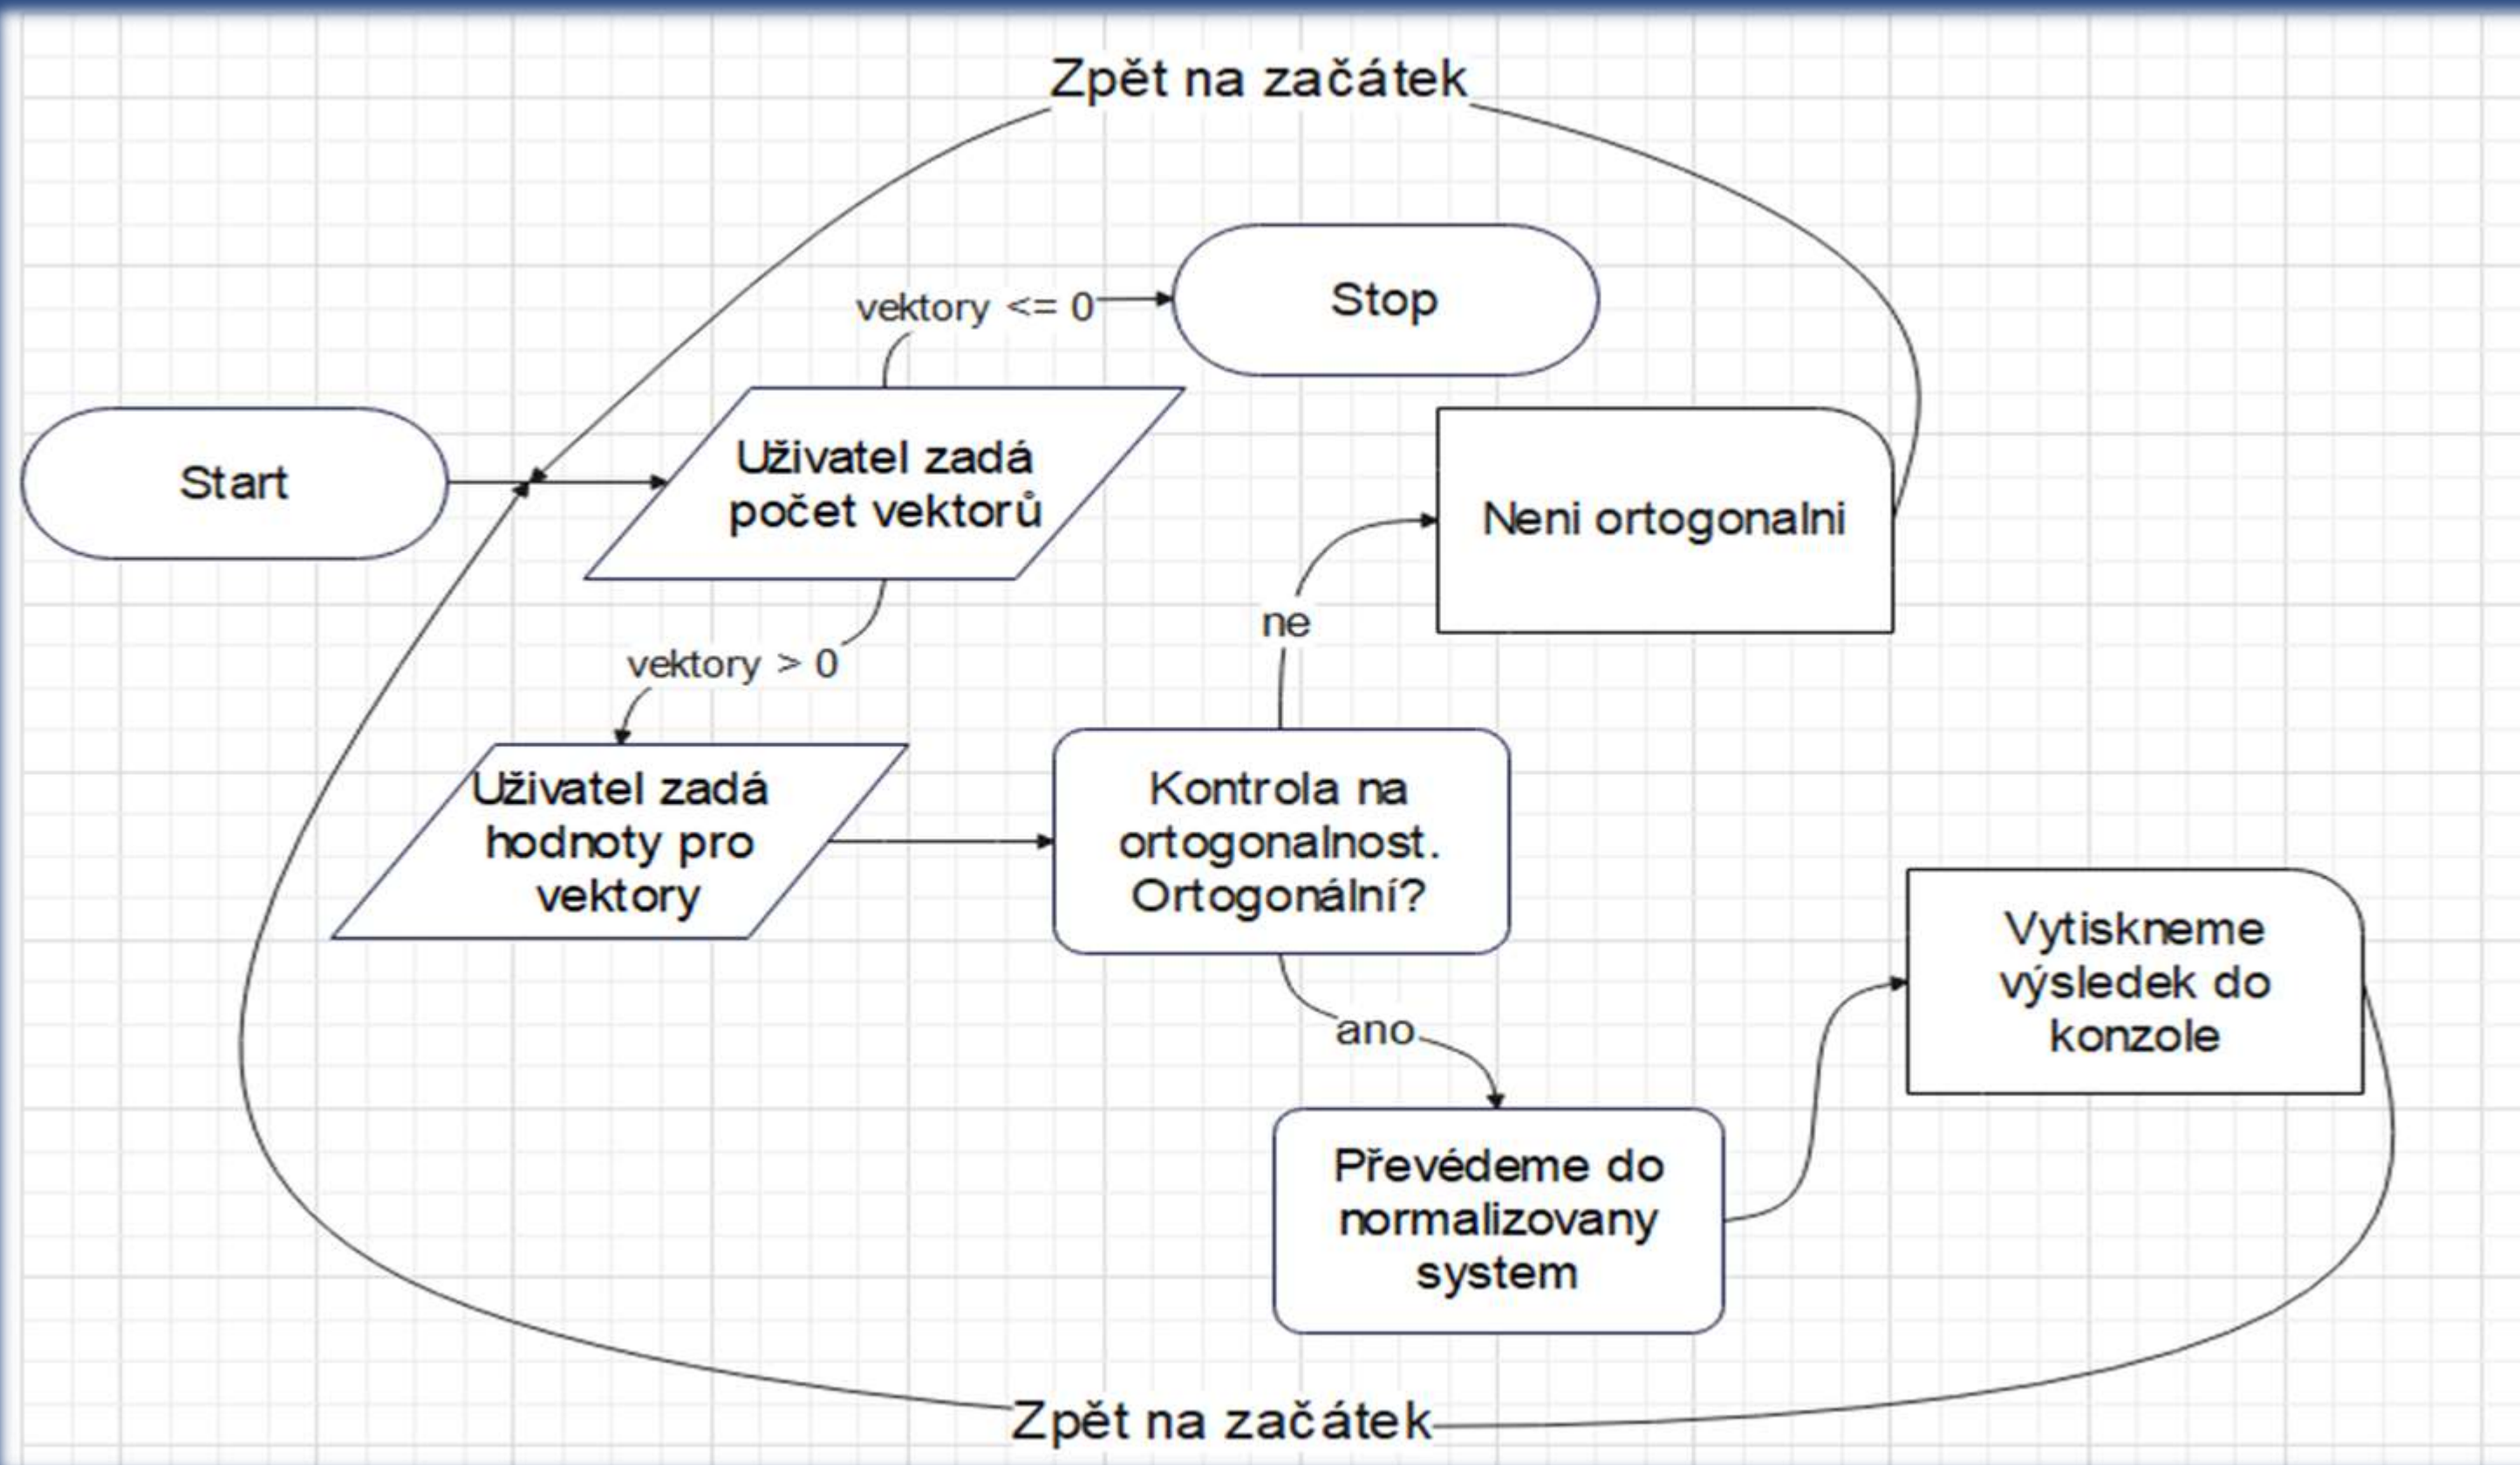 Zpět na začátek
vektory <= 0
Stop
Start
Uživatel zadá
počet vektorů
Neni ortogonalni
ne
vektory > 0
Uživatel zadá
hodnoty pro
vektory
Kontrola na
ortogonalnost.
Ortogonální?
ano
Vytiskneme
výsledek do
konzole
Převédeme do
normalizovany
system
Zpět na začátek